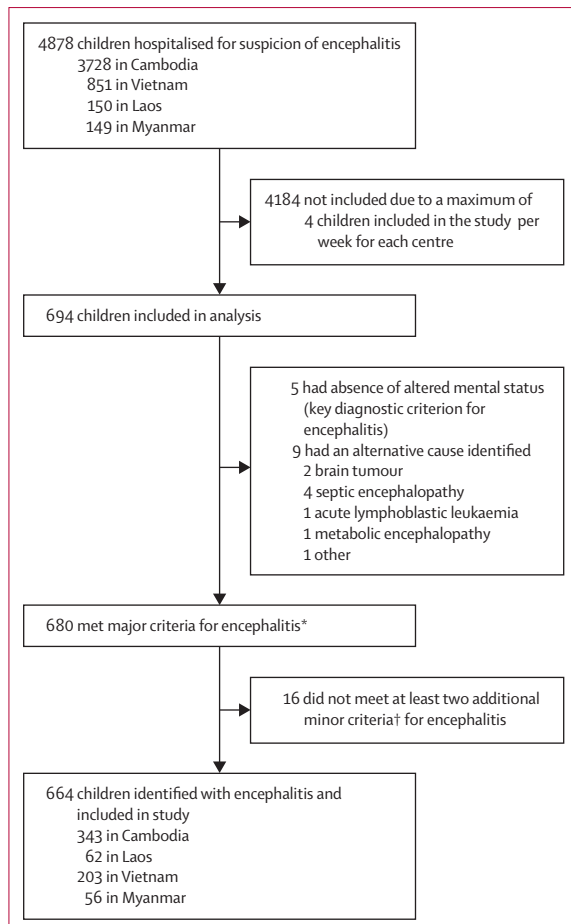 4878 children hospitalised for suspicion of encephalitis
3728 in Cambodia
851 in Vietnam
150 in Laos
149 in Myanmar
4184 not included due to a maximum of
4 children included in the study per
week for each centre
694 children included in analysis
5 had absence of altered mental status
(key diagnostic criterion for
encephalitis)
9 had an alternative cause identified
2 brain tumour
4 septic encephalopathy
1 acute lymphoblastic leukaemia
1 metabolic encephalopathy
1 other
680 met major criteria for encephalitis*
16 did not meet at least two additional
minor criteria† for encephalitis
664 children identified with encephalitis and
included in study
343 in Cambodia
62 in Laos
203 in Vietnam
56 in Myanmar